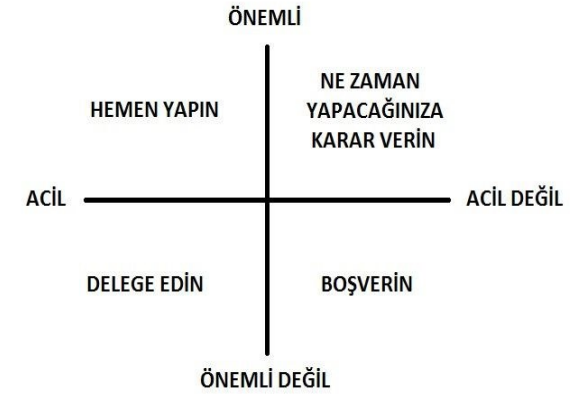 ÖNEMLİ
HEMEN YAPIN
NE ZAMAN
YAPACAĞINIZA
KARAR VERİN
ACİL
ACİL DEĞİL
DELEGE EDİN
BOŞVERİN
ÖNEMLİ DEĞİL